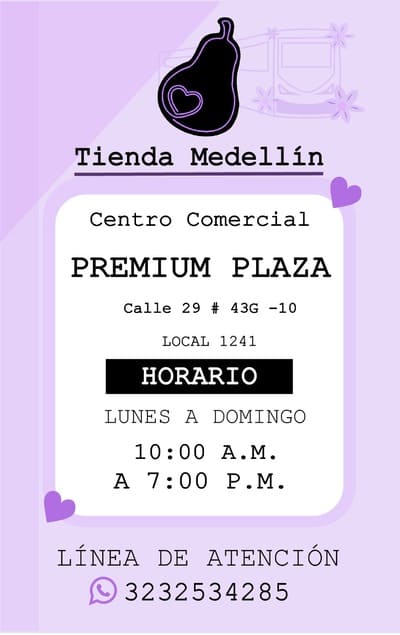 Tienda Medellín
Centro Comercial
PREMIUM PLAZA
Calle 29 # 43G -10
LOCAL 1241
HORARIO
LUNES A DOMINGO
10:00 A.M.
A 7:00 P.M.
LÍNEA DE ATENCIÓN
3232534285